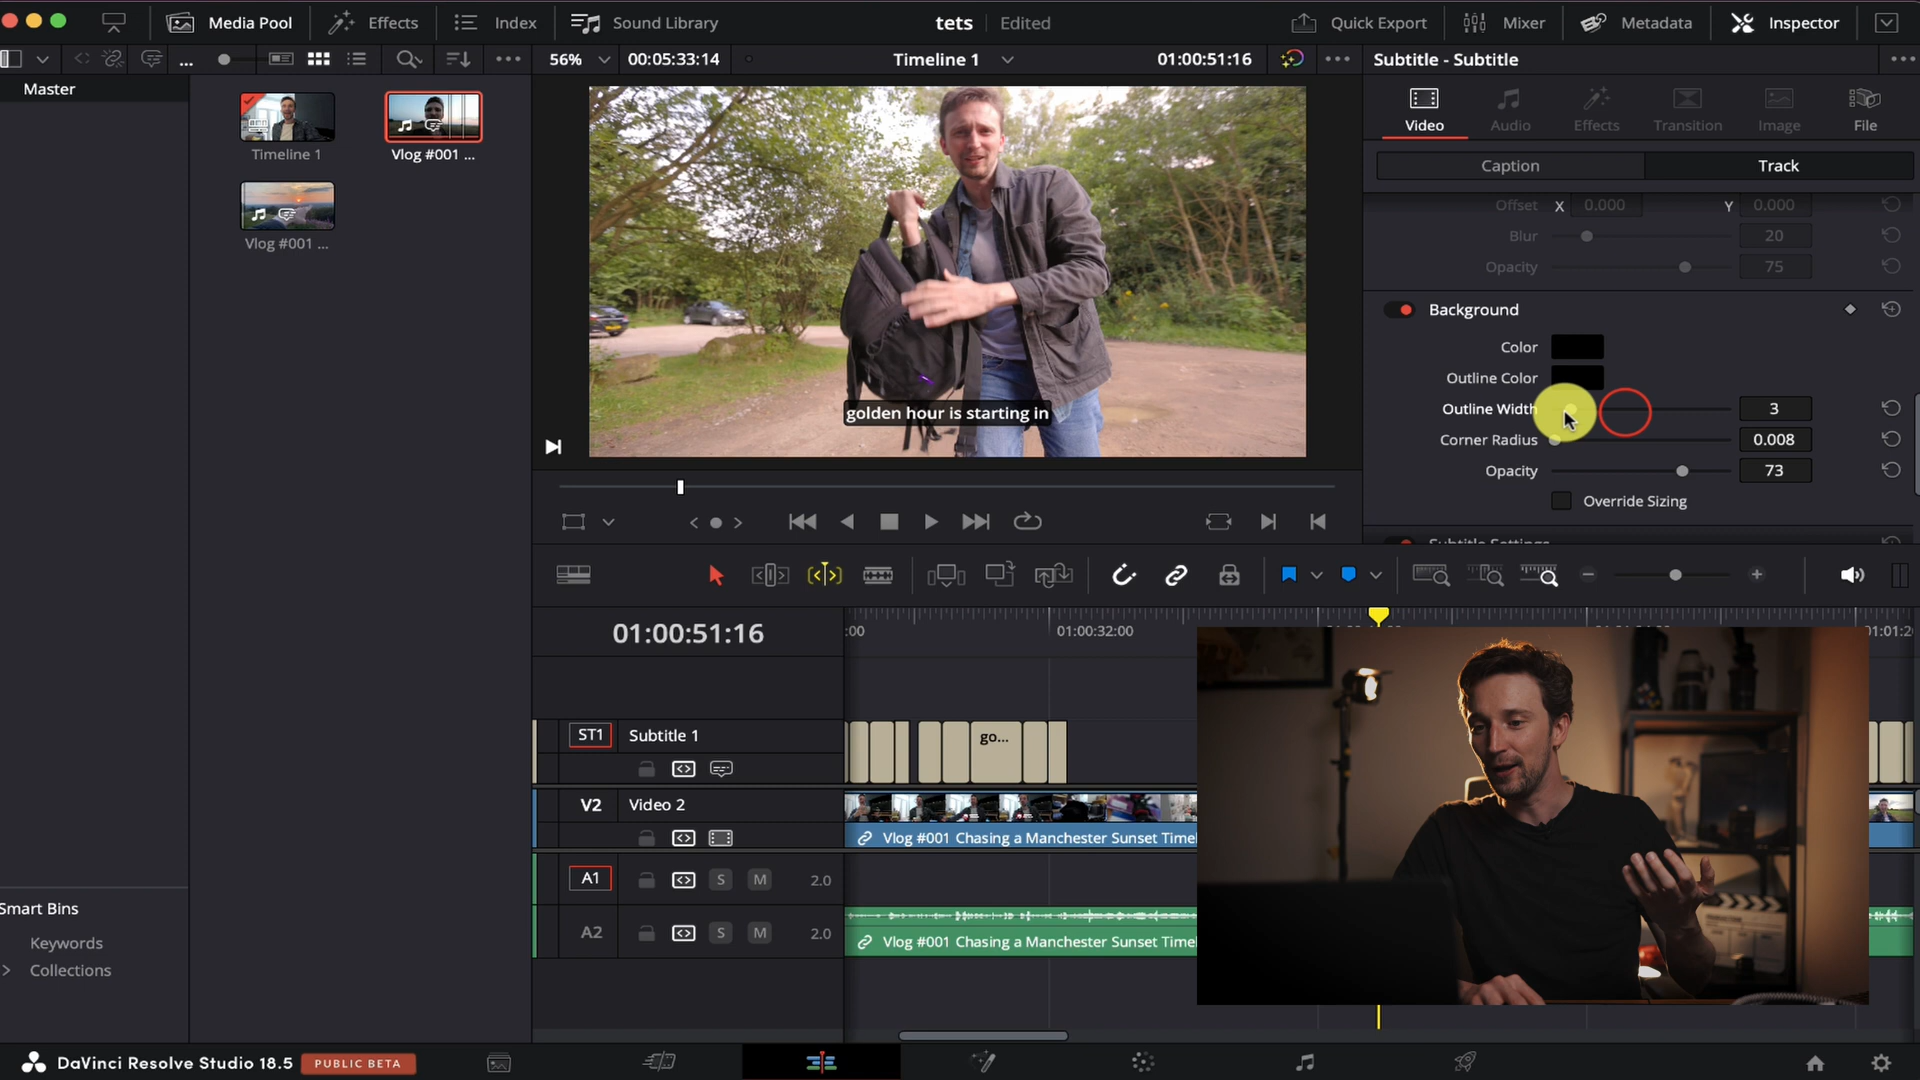 Media Pool
Effects
Index
Sound Library
tets
Edited
Quick Export
Mixer
Metadata
Inspector
56%
00:05:33:14
Timeline 1
01:00:51:16
Subtitle - Subtitle
Master
Timeline 1
Vlog #001 ...
Vlog #001 ...
Video
Audio
Effects
Transition
Image
File
Caption
Track
Offset X 0.000 Y 0.000
Blur 20
Opacity 75
Background
Color
Outline Color
Outline Width 3
Corner Radius 0.008
Opacity 73
Override Sizing
Subtitle Settings
golden hour is starting in
01:00:51:16
:00
01:00:32:00
01:01:2
ST1 Subtitle 1
go...
V2 Video 2
Vlog #001 Chasing a Manchester Sunset Timel
A1 S M 2.0
A2 S M 2.0
Vlog #001 Chasing a Manchester Sunset Timel
Smart Bins
Keywords
Collections
DaVinci Resolve Studio 18.5
PUBLIC BETA